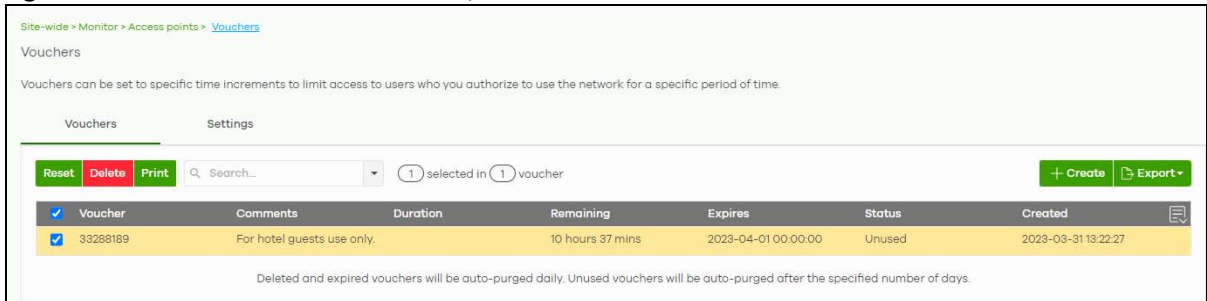 Site-wide > Monitor > Access points > Vouchers
Vouchers
Vouchers can be set to specific time increments to limit access to users who you authorize to use the network for a specific period of time.
Vouchers Settings
Reset Delete Print Search... 1 selected in 1 voucher + Create Export
Voucher Comments Duration Remaining Expires Status Created
33288189 For hotel guests use only. 10 hours 37 mins 2023-04-01 00:00:00 Unused 2023-03-31 13:22:27
Deleted and expired vouchers will be auto-purged daily. Unused vouchers will be auto-purged after the specified number of days.